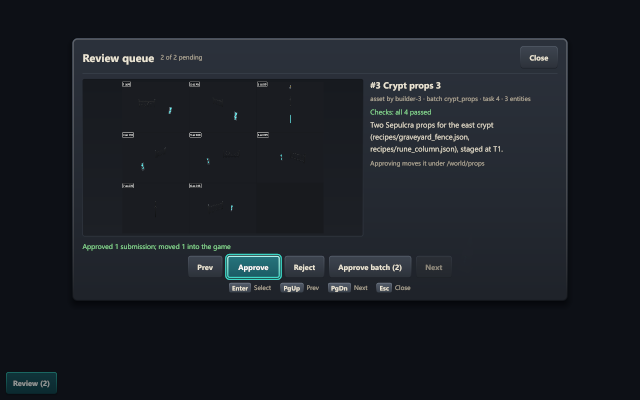 Review queue 2 of 2 pending
Close
#3 Crypt props 3
asset by builder-3 · batch crypt_props · task 4 · 3 entities
Checks: all 4 passed
Two Sepulcra props for the east crypt
(recipes/graveyard_fence.json,
recipes/rune_column.json), staged at T1.
Approving moves it under /world/props
Approved 1 submission; moved 1 into the game
Prev Approve Reject Approve batch (2) Next
Enter Select PgUp Prev PgDn Next Esc Close
Review (2)